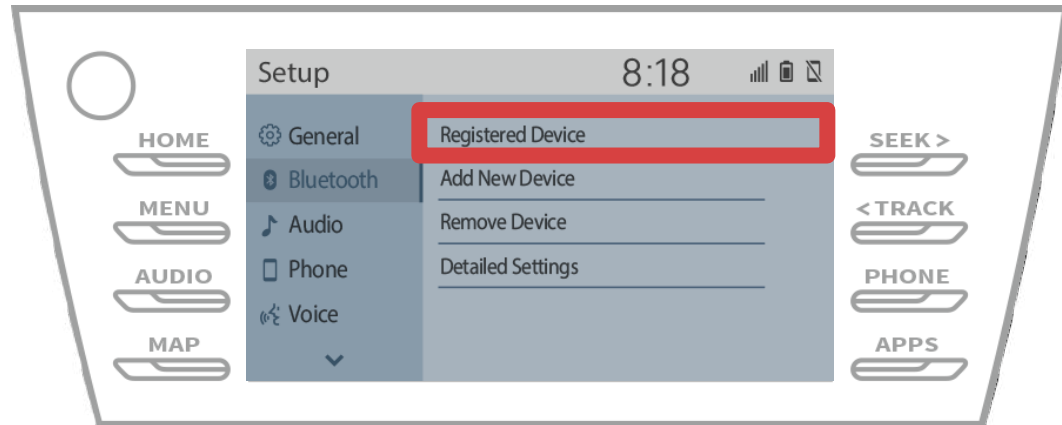 Setup 8:18
HOME
MENU
AUDIO
MAP
General
Bluetooth
Audio
Phone
Voice
Registered Device
Add New Device
Remove Device
Detailed Settings
SEEK >
< TRACK
PHONE
APPS